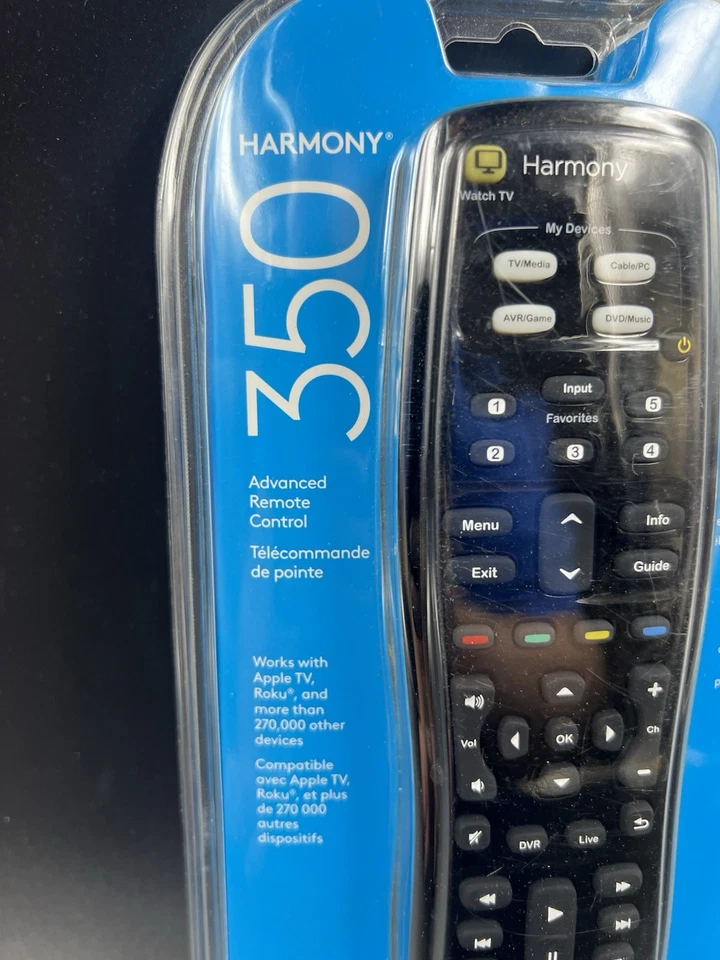 HARMONY®
350
Advanced
Remote
Control
Télécommande
de pointe
Works with
Apple TV,
Roku®, and
more than
270,000 other
devices
Compatible
avec Apple TV,
Roku®, et plus
de 270 000
autres
dispositifs
Harmony
Watch TV
My Devices
TV/Media
Cable/PC
AVR/Game
DVD/Music
Input
1
5
Favorites
2
3
4
Menu
Info
Exit
Guide
Vol
OK
+
Ch
−
DVR
Live